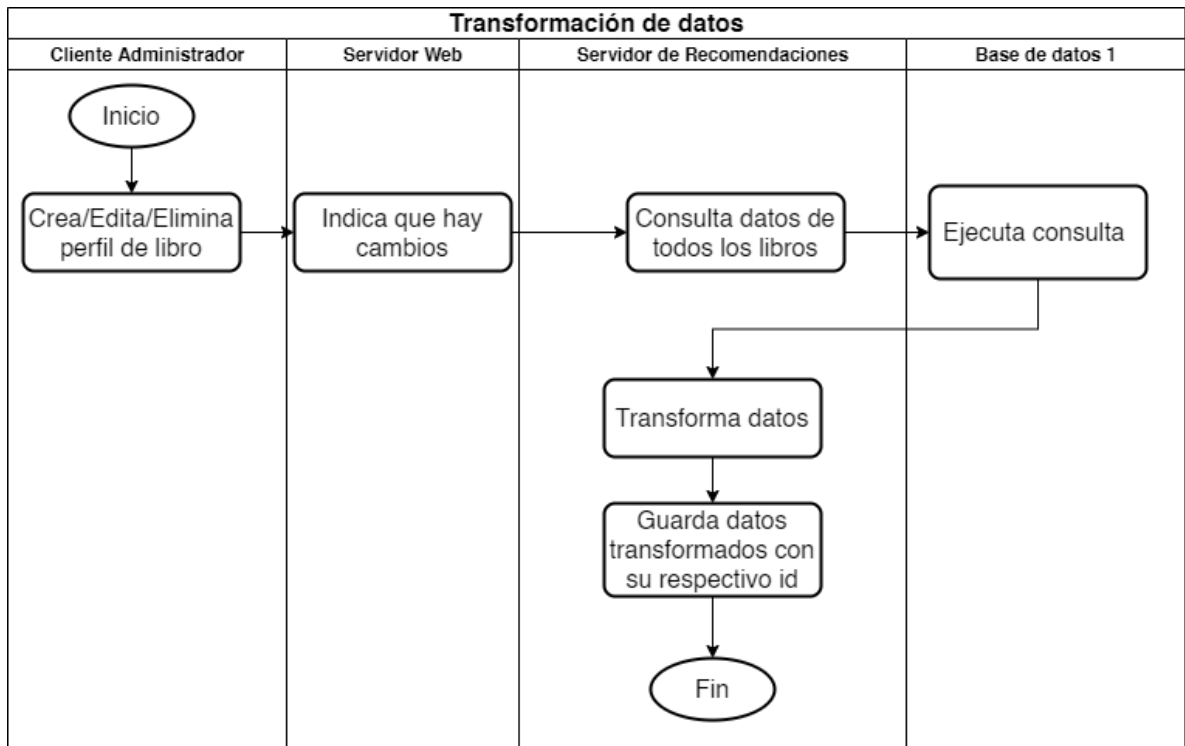 Transformación de datos
Cliente Administrador
Servidor Web
Servidor de Recomendaciones
Base de datos 1
Inicio
Crea/Edita/Elimina
perfil de libro
Indica que hay
cambios
Consulta datos de
todos los libros
Ejecuta consulta
Transforma datos
Guarda datos
transformados con
su respectivo id
Fin